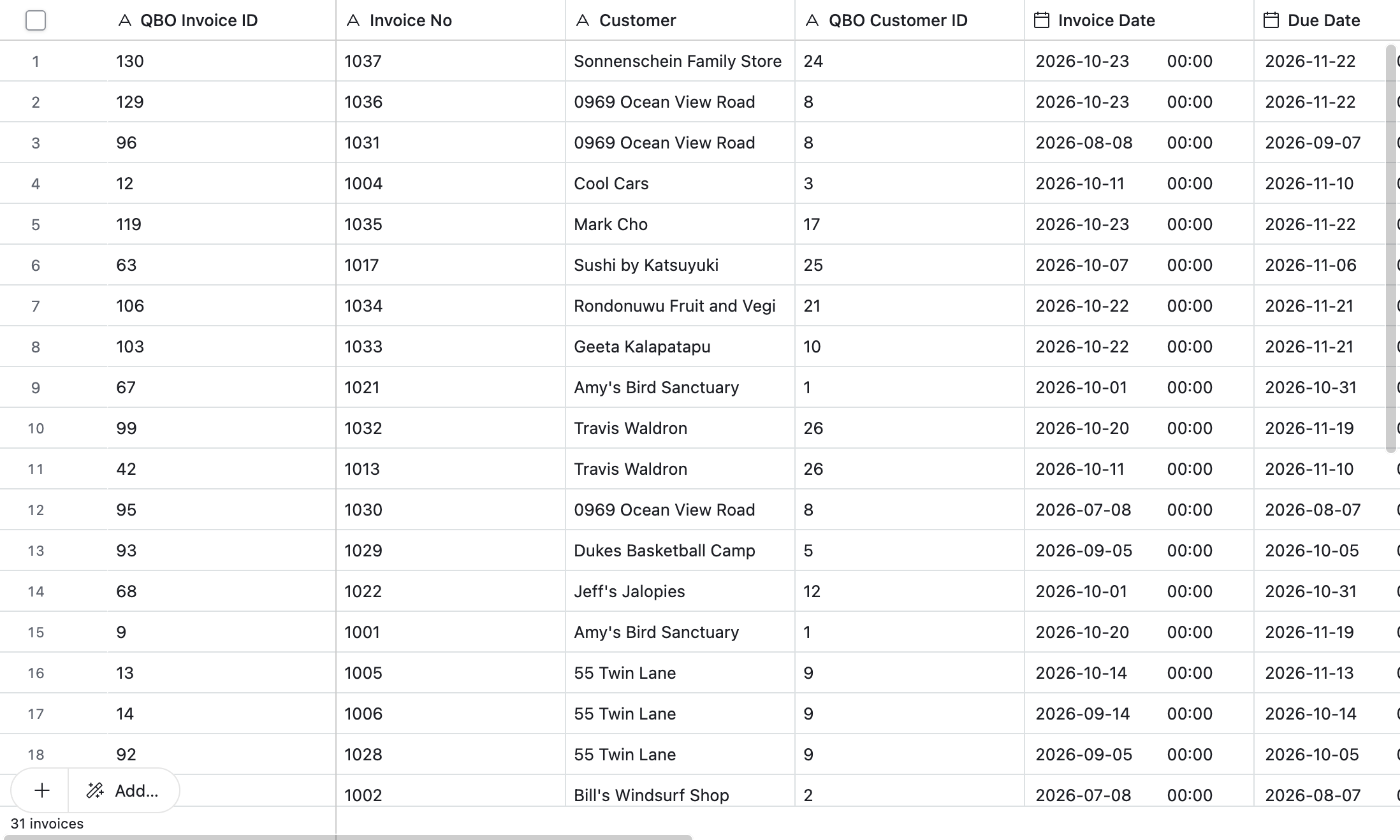 QBO Invoice ID Invoice No Customer QBO Customer ID Invoice Date Due Date
1 130 1037 Sonnenschein Family Store 24 2026-10-23 00:00 2026-11-22
2 129 1036 0969 Ocean View Road 8 2026-10-23 00:00 2026-11-22
3 96 1031 0969 Ocean View Road 8 2026-08-08 00:00 2026-09-07
4 12 1004 Cool Cars 3 2026-10-11 00:00 2026-11-10
5 119 1035 Mark Cho 17 2026-10-23 00:00 2026-11-22
6 63 1017 Sushi by Katsuyuki 25 2026-10-07 00:00 2026-11-06
7 106 1034 Rondonuwu Fruit and Vegi 21 2026-10-22 00:00 2026-11-21
8 103 1033 Geeta Kalapatapu 10 2026-10-22 00:00 2026-11-21
9 67 1021 Amy's Bird Sanctuary 1 2026-10-01 00:00 2026-10-31
10 99 1032 Travis Waldron 26 2026-10-20 00:00 2026-11-19
11 42 1013 Travis Waldron 26 2026-10-11 00:00 2026-11-10
12 95 1030 0969 Ocean View Road 8 2026-07-08 00:00 2026-08-07
13 93 1029 Dukes Basketball Camp 5 2026-09-05 00:00 2026-10-05
14 68 1022 Jeff's Jalopies 12 2026-10-01 00:00 2026-10-31
15 9 1001 Amy's Bird Sanctuary 1 2026-10-20 00:00 2026-11-19
16 13 1005 55 Twin Lane 9 2026-10-14 00:00 2026-11-13
17 14 1006 55 Twin Lane 9 2026-09-14 00:00 2026-10-14
18 92 1028 55 Twin Lane 9 2026-09-05 00:00 2026-10-05
Add... 1002 Bill's Windsurf Shop 2 2026-07-08 00:00 2026-08-07
31 invoices